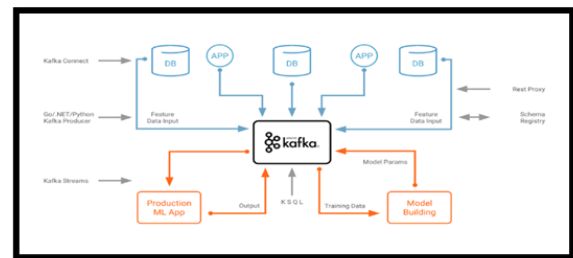 Kafka Connect
DB
APP
DB
APP
DB
Rest Proxy
Go/.NET/Python
Kafka Producer
Feature
Data Input
Feature
Data Input
Schema
Registry
kafka
Model Params
Kafka Streams
Production
ML App
Output
K S Q L
Training Data
Model
Building